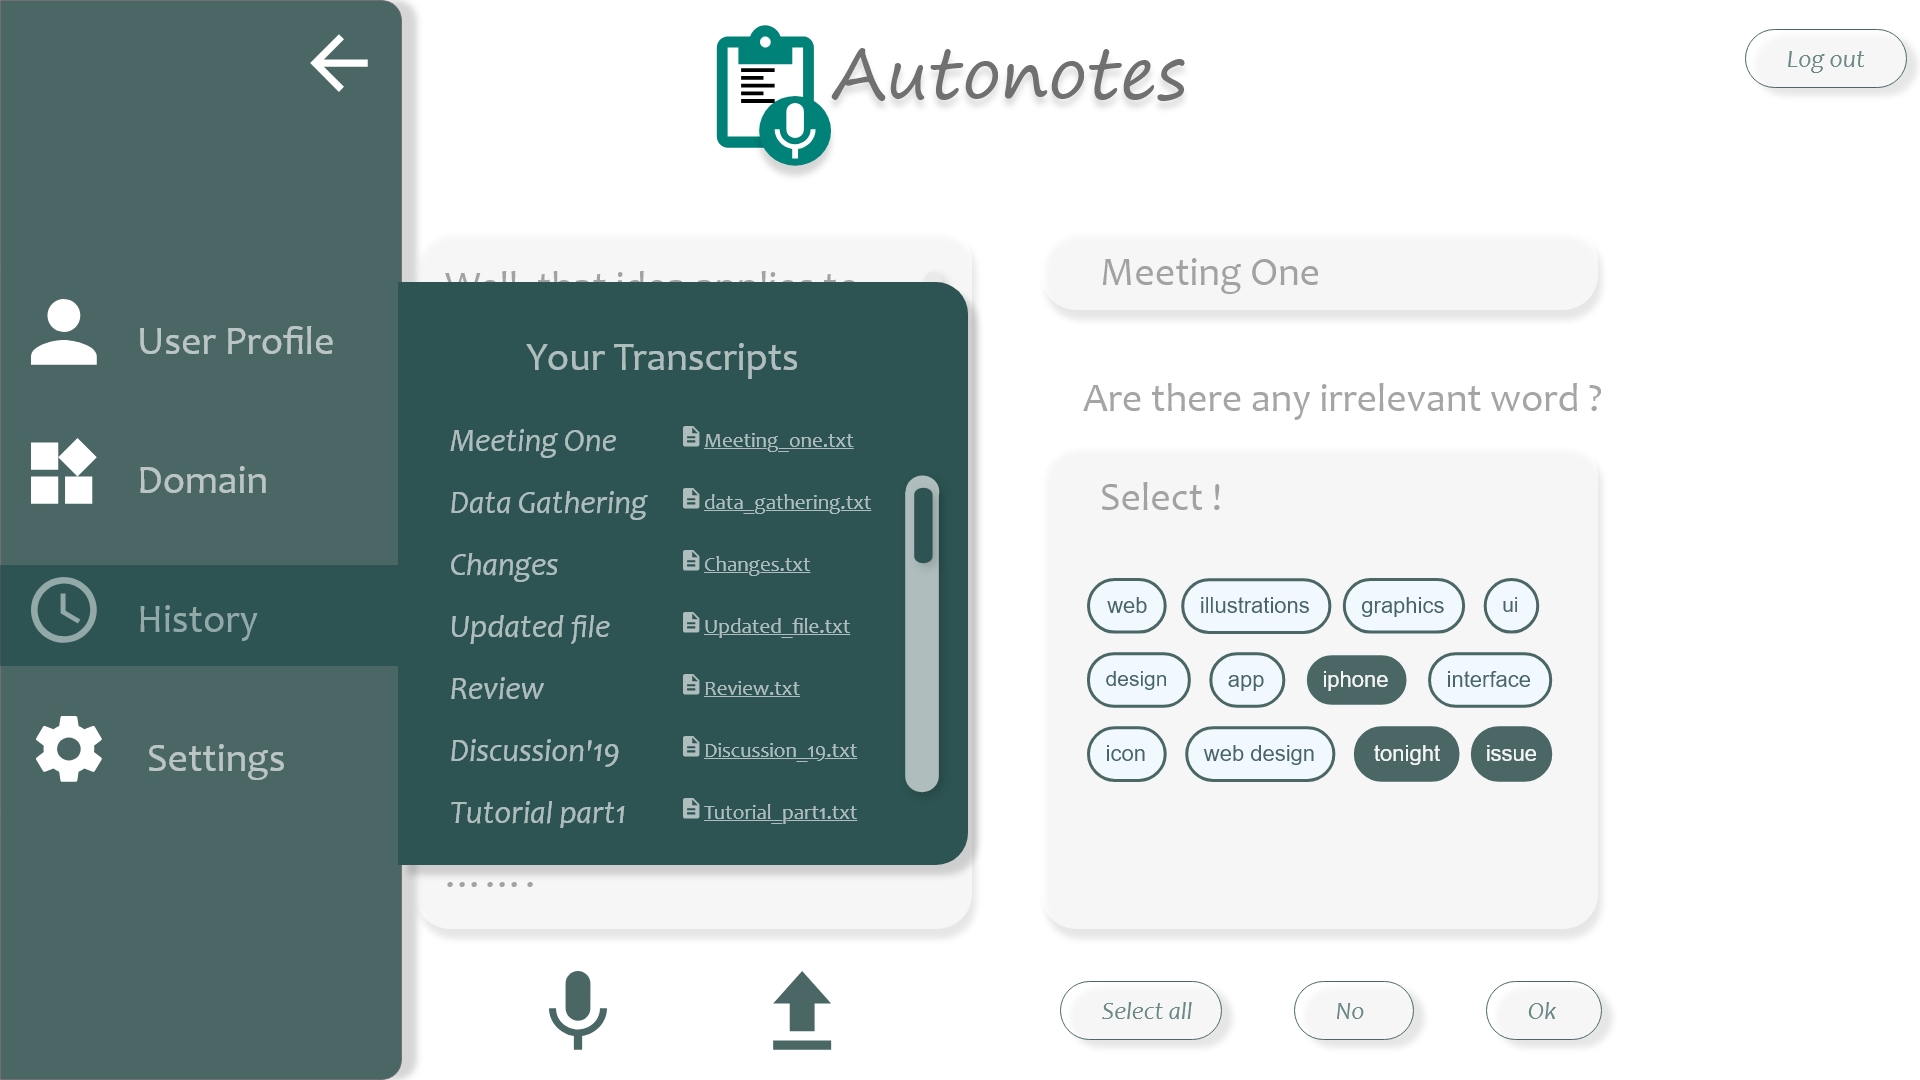 Autonotes
Log out
User Profile
Domain
History
Settings
Well, that idea applies to
Your Transcripts
Meeting One Meeting_one.txt
Data Gathering data_gathering.txt
Changes Changes.txt
Updated file Updated_file.txt
Review Review.txt
Discussion'19 Discussion_19.txt
Tutorial part1 Tutorial_part1.txt
... ....
Meeting One
Are there any irrelevant word ?
Select !
web illustrations graphics ui
design app iphone interface
icon web design tonight issue
Select all No Ok